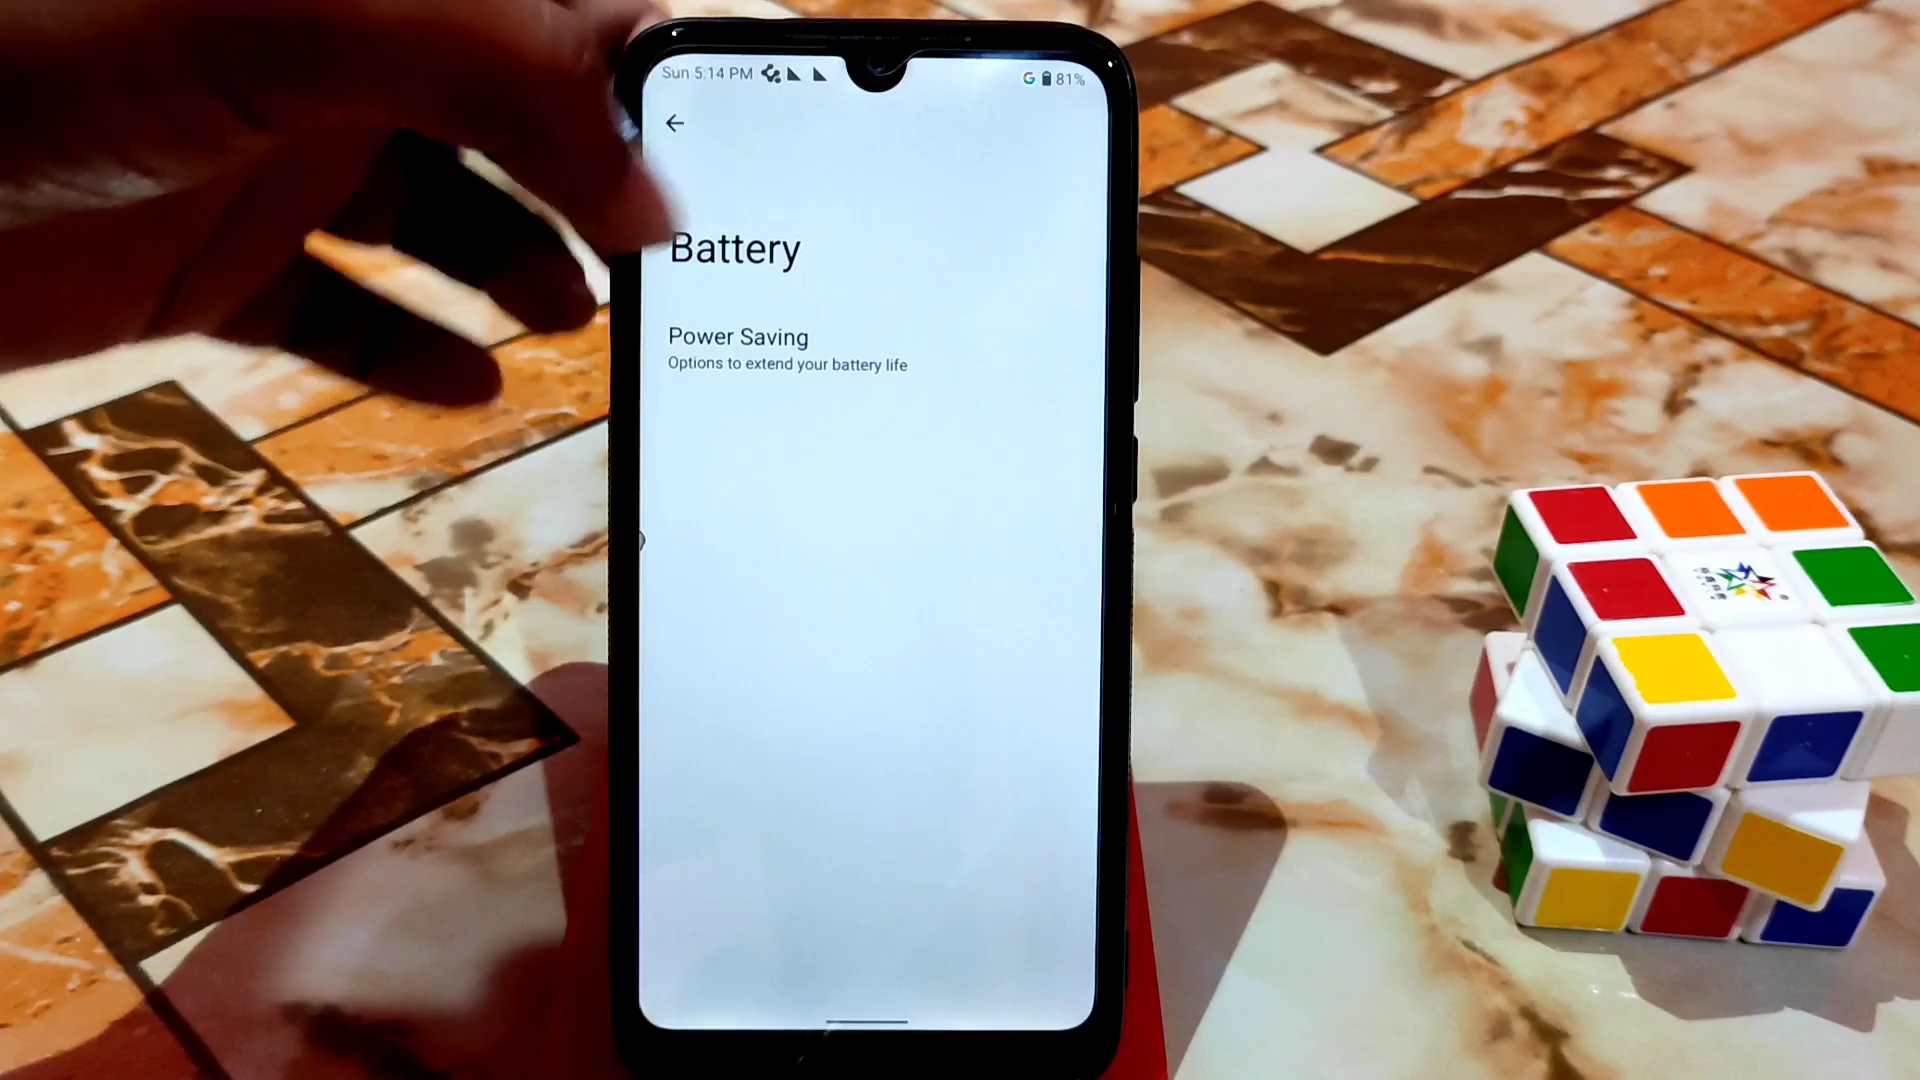 Sun 5:14 PM
G 81%
Battery
Power Saving
Options to extend your battery life